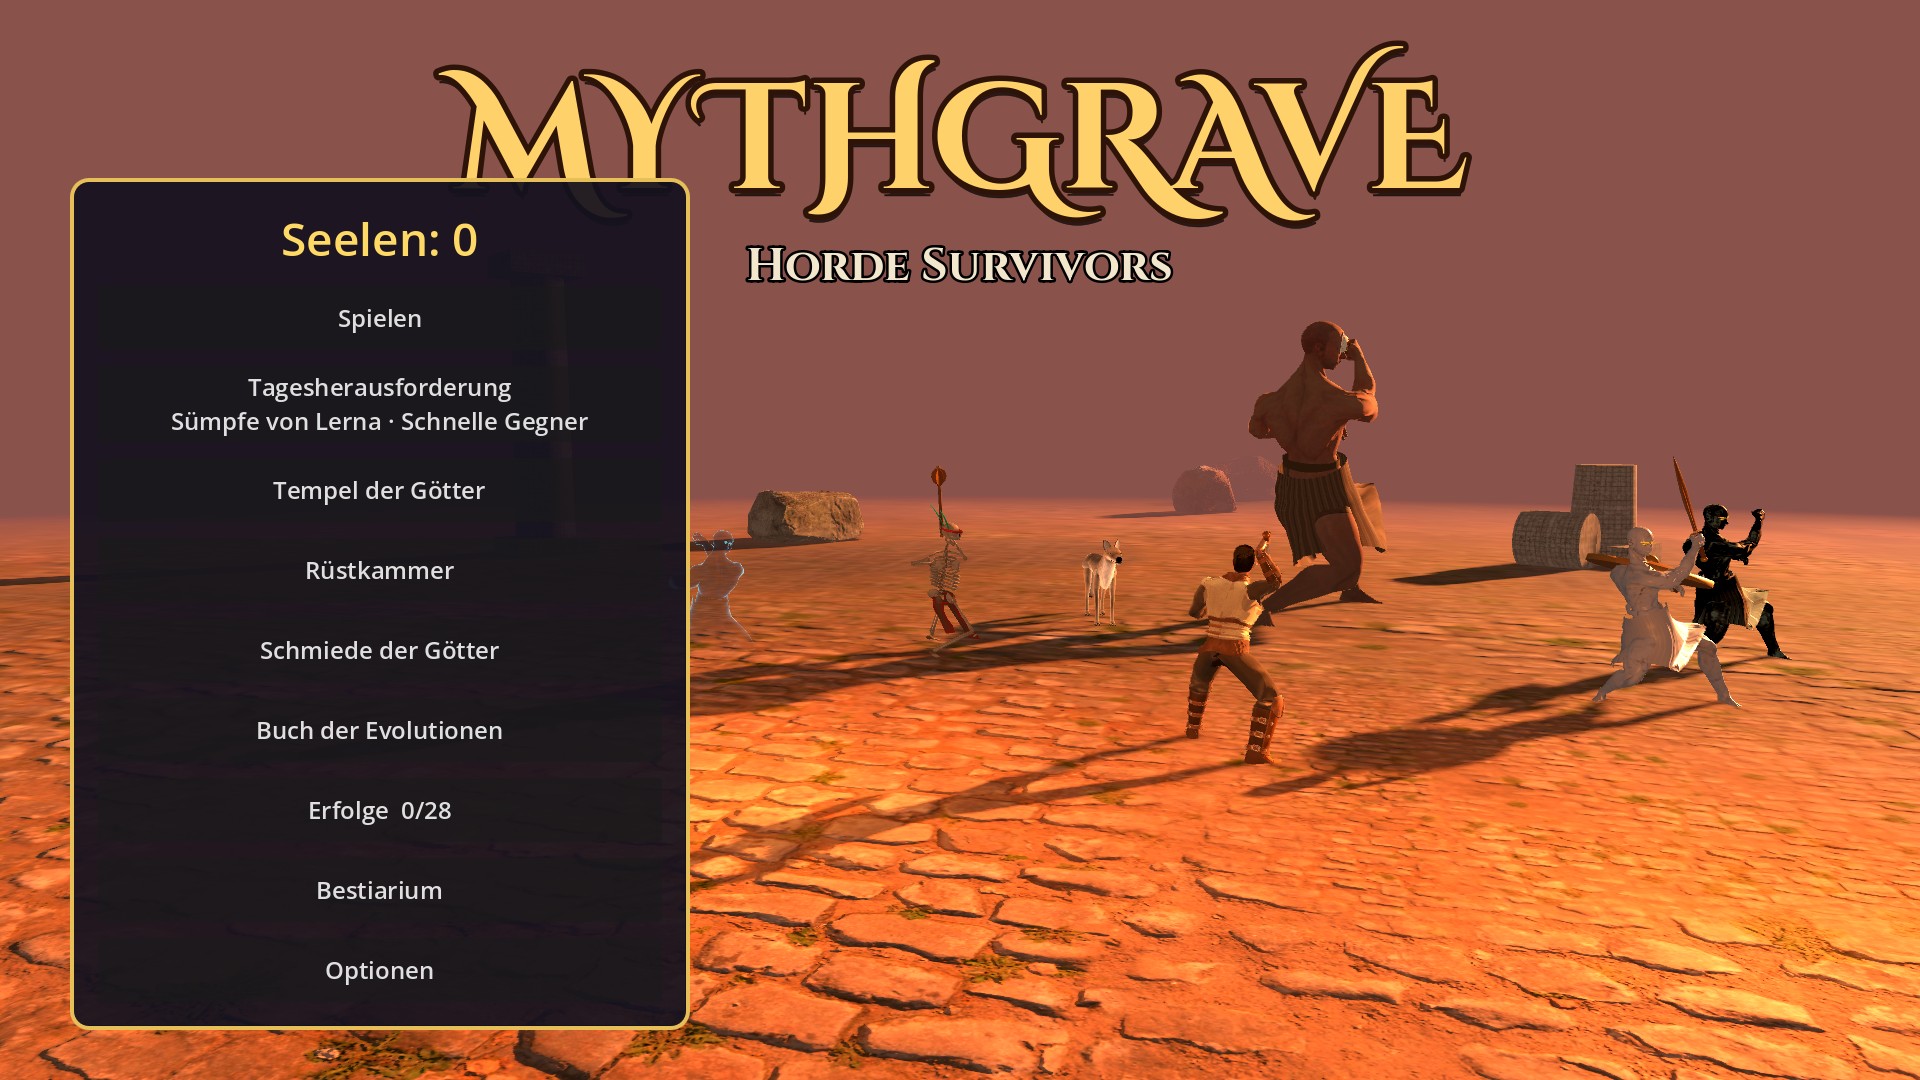 MYTHGRAVE
HORDE SURVIVORS
Seelen: 0
Spielen
Tagesherausforderung
Sümpfe von Lerna · Schnelle Gegner
Tempel der Götter
Rüstkammer
Schmiede der Götter
Buch der Evolutionen
Erfolge 0/28
Bestiarium
Optionen